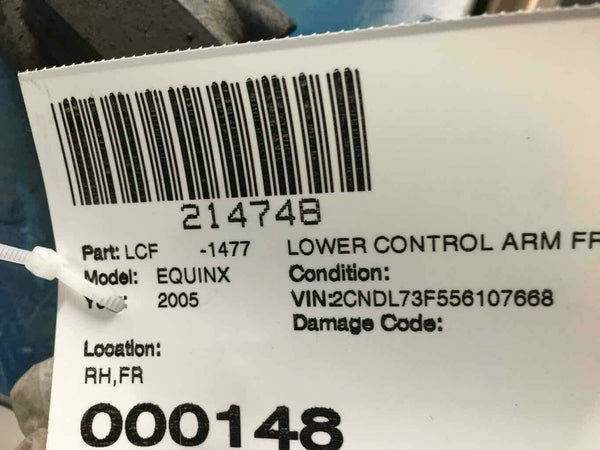 214748
Part: LCF -1477 LOWER CONTROL ARM FR
Model: EQUINX Condition:
2005 VIN:2CNDL73F556107668
Damage Code:
Location:
RH,FR
000148